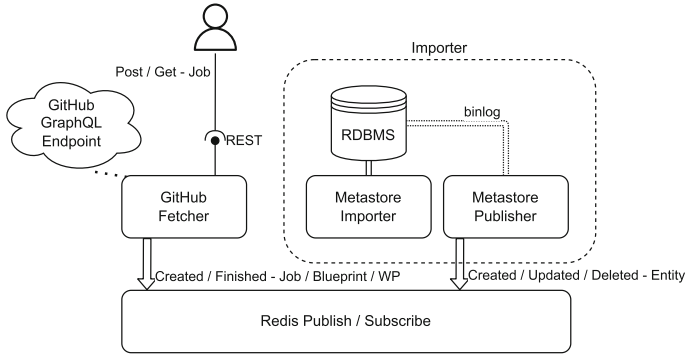 Importer
Post / Get - Job
GitHub
GraphQL
Endpoint
REST
RDBMS
binlog
GitHub
Fetcher
Metastore
Importer
Metastore
Publisher
Created / Finished - Job / Blueprint / WP
Created / Updated / Deleted - Entity
Redis Publish / Subscribe